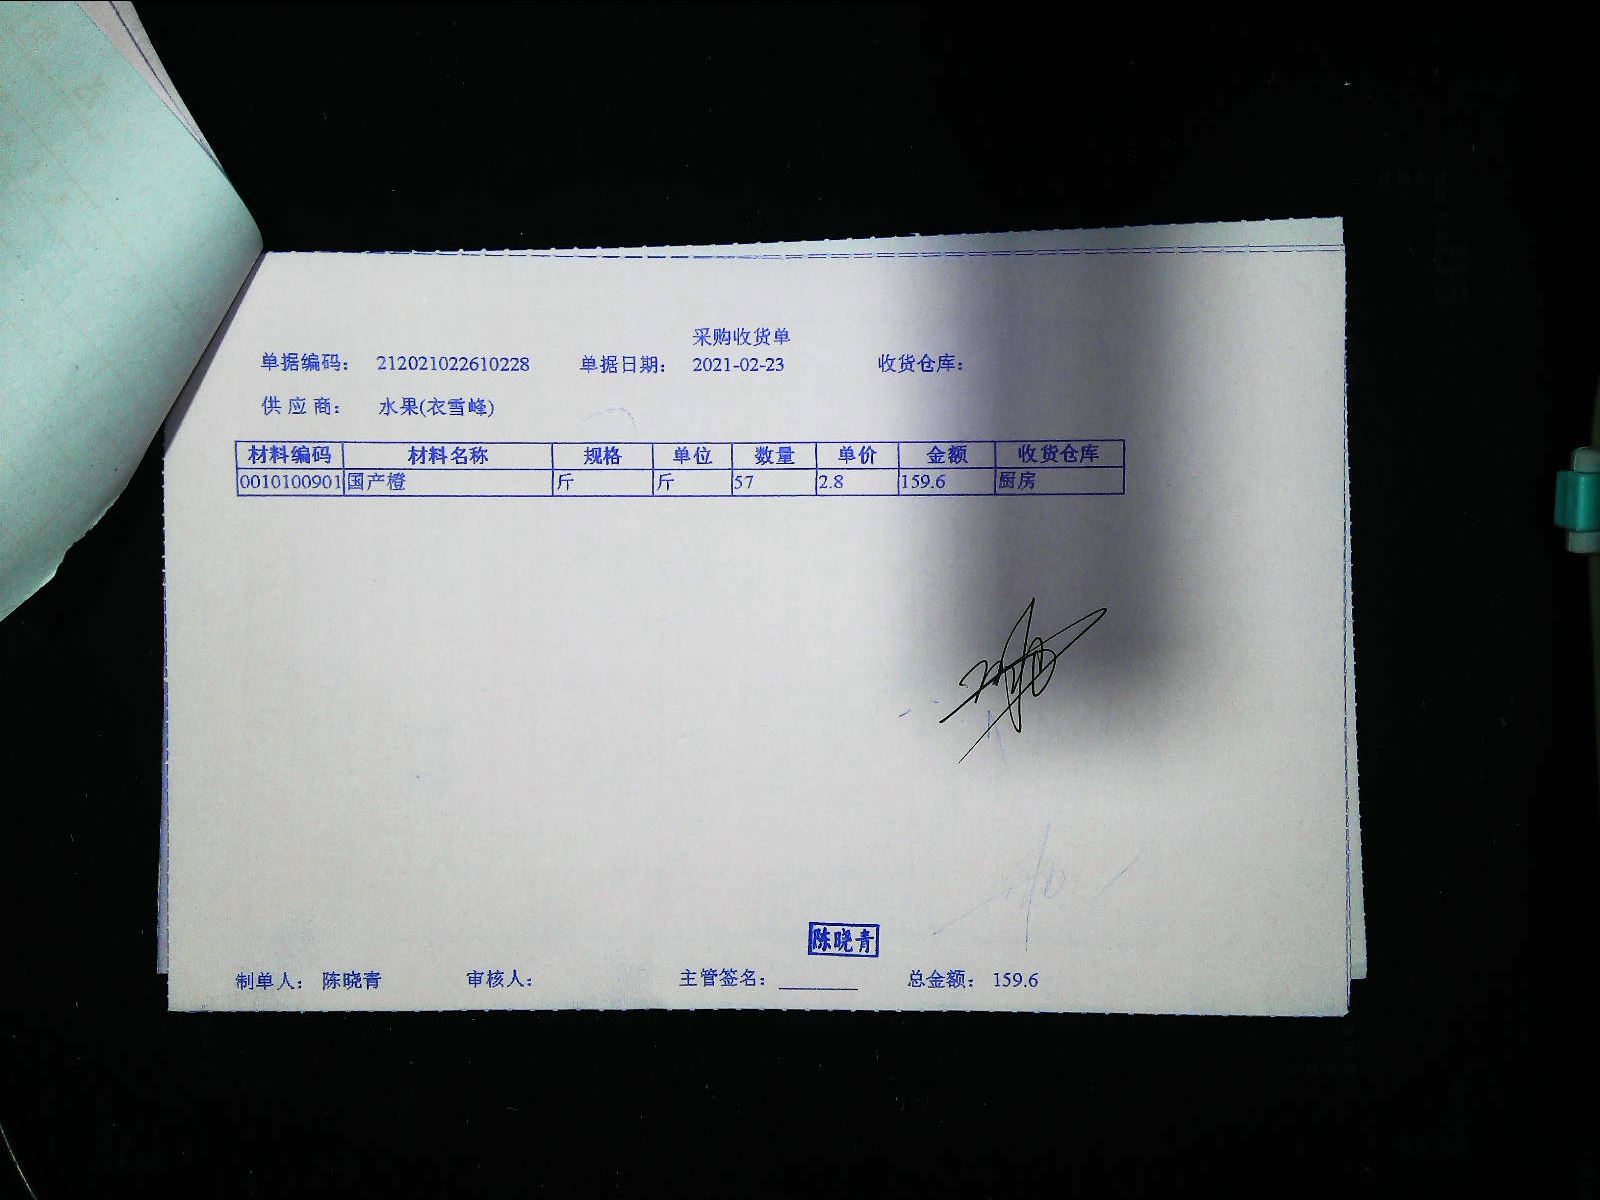 采购收货单
单据编码： 212021022610228 单据日期： 2021-02-23 收货仓库：
供 应 商： 水果(衣雪峰)
材料编码 材料名称 规格 单位 数量 单价 金额 收货仓库
0010100901 国产橙 斤 斤 57 2.8 159.6 厨房
陈晓青
制单人： 陈晓青 审核人： 主管签名： 总金额： 159.6